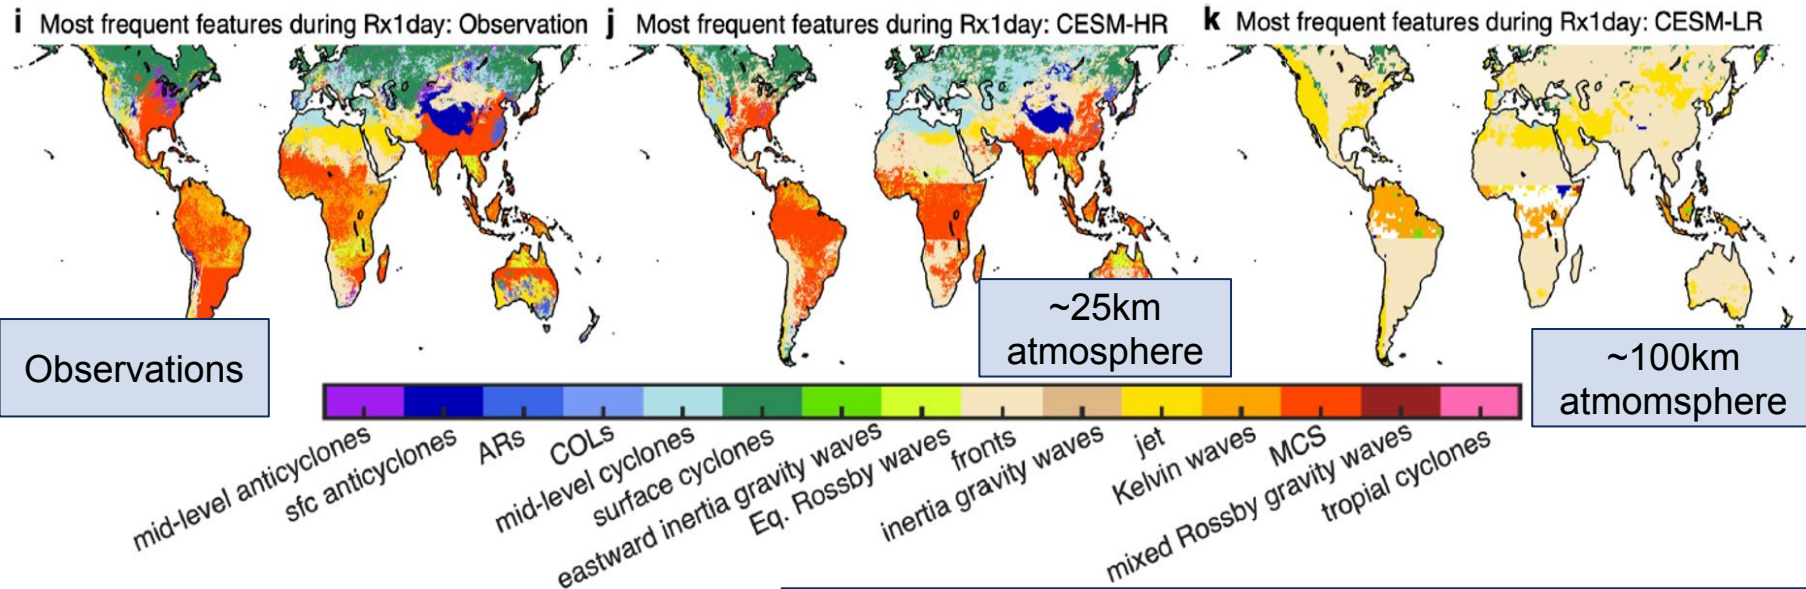 i Most frequent features during Rx1day: Observation
j Most frequent features during Rx1day: CESM-HR
k Most frequent features during Rx1day: CESM-LR
Observations
~25km
atmosphere
~100km
atmomsphere
mid-level anticyclones
sfc anticyclones
ARs
COLs
mid-level cyclones
surface cyclones
eastward inertia gravity waves
Eq. Rossby waves
fronts
inertia gravity waves
jet
Kelvin waves
MCS
mixed Rossby gravity waves
tropial cyclones